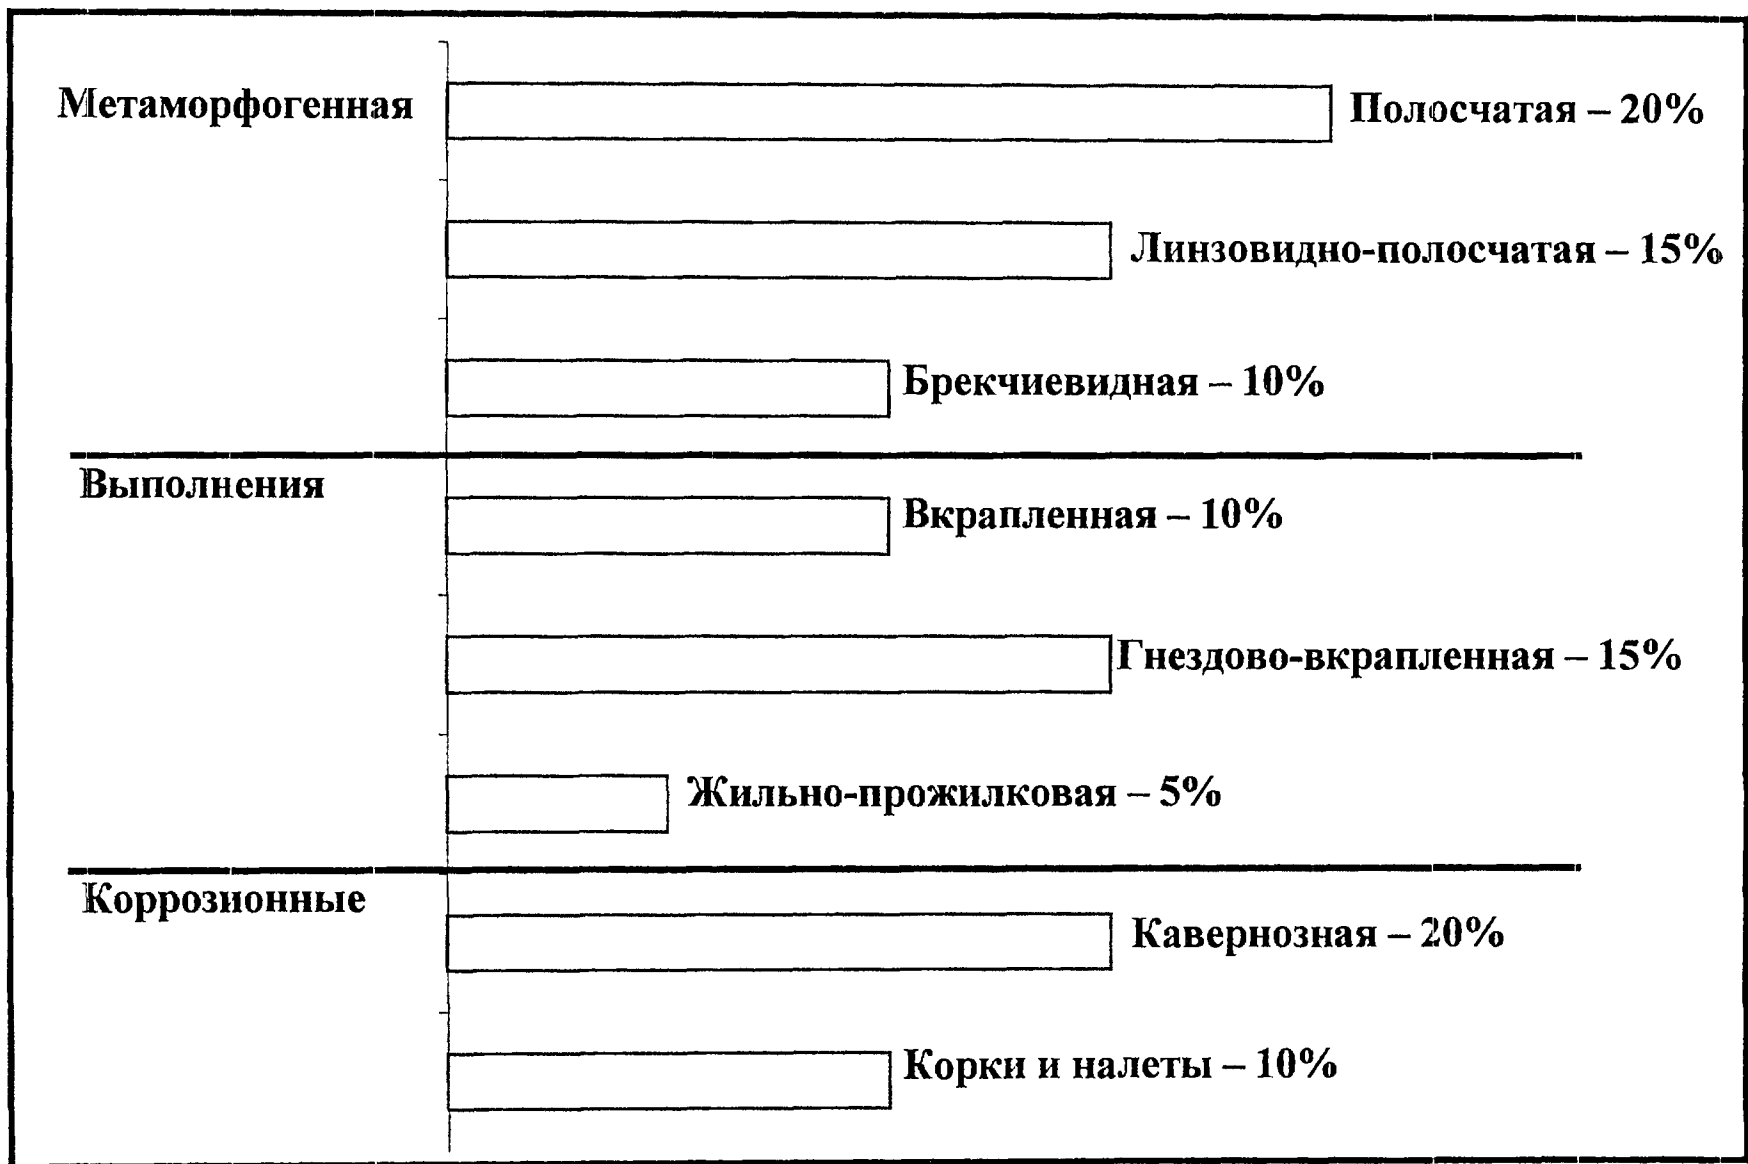 Метаморфогенная
Полосчатая – 20%
Линзовидно-полосчатая – 15%
Брекчиевидная – 10%
Выполнения
Вкрапленная – 10%
Гнездово-вкрапленная – 15%
Жильно-прожилковая – 5%
Коррозионные
Кавернозная – 20%
Корки и налеты – 10%